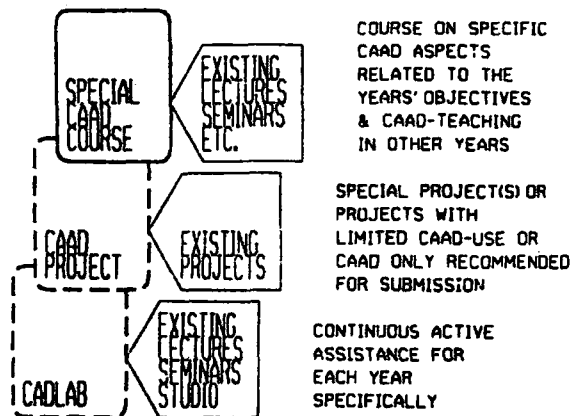 SPECIAL
CAAD
COURSE
EXISTING
LECTURES
SEMINARS
ETC.
COURSE ON SPECIFIC
CAAD ASPECTS
RELATED TO THE
YEARS' OBJECTIVES
& CAAD-TEACHING
IN OTHER YEARS
CAAD
PROJECT
EXISTING
PROJECTS
SPECIAL PROJECT(S) OR
PROJECTS WITH
LIMITED CAAD-USE OR
CAAD ONLY RECOMMENDED
FOR SUBMISSION
CADLAB
EXISTING
LECTURES
SEMINARS
STUDIO
CONTINUOUS ACTIVE
ASSISTANCE FOR
EACH YEAR
SPECIFICALLY